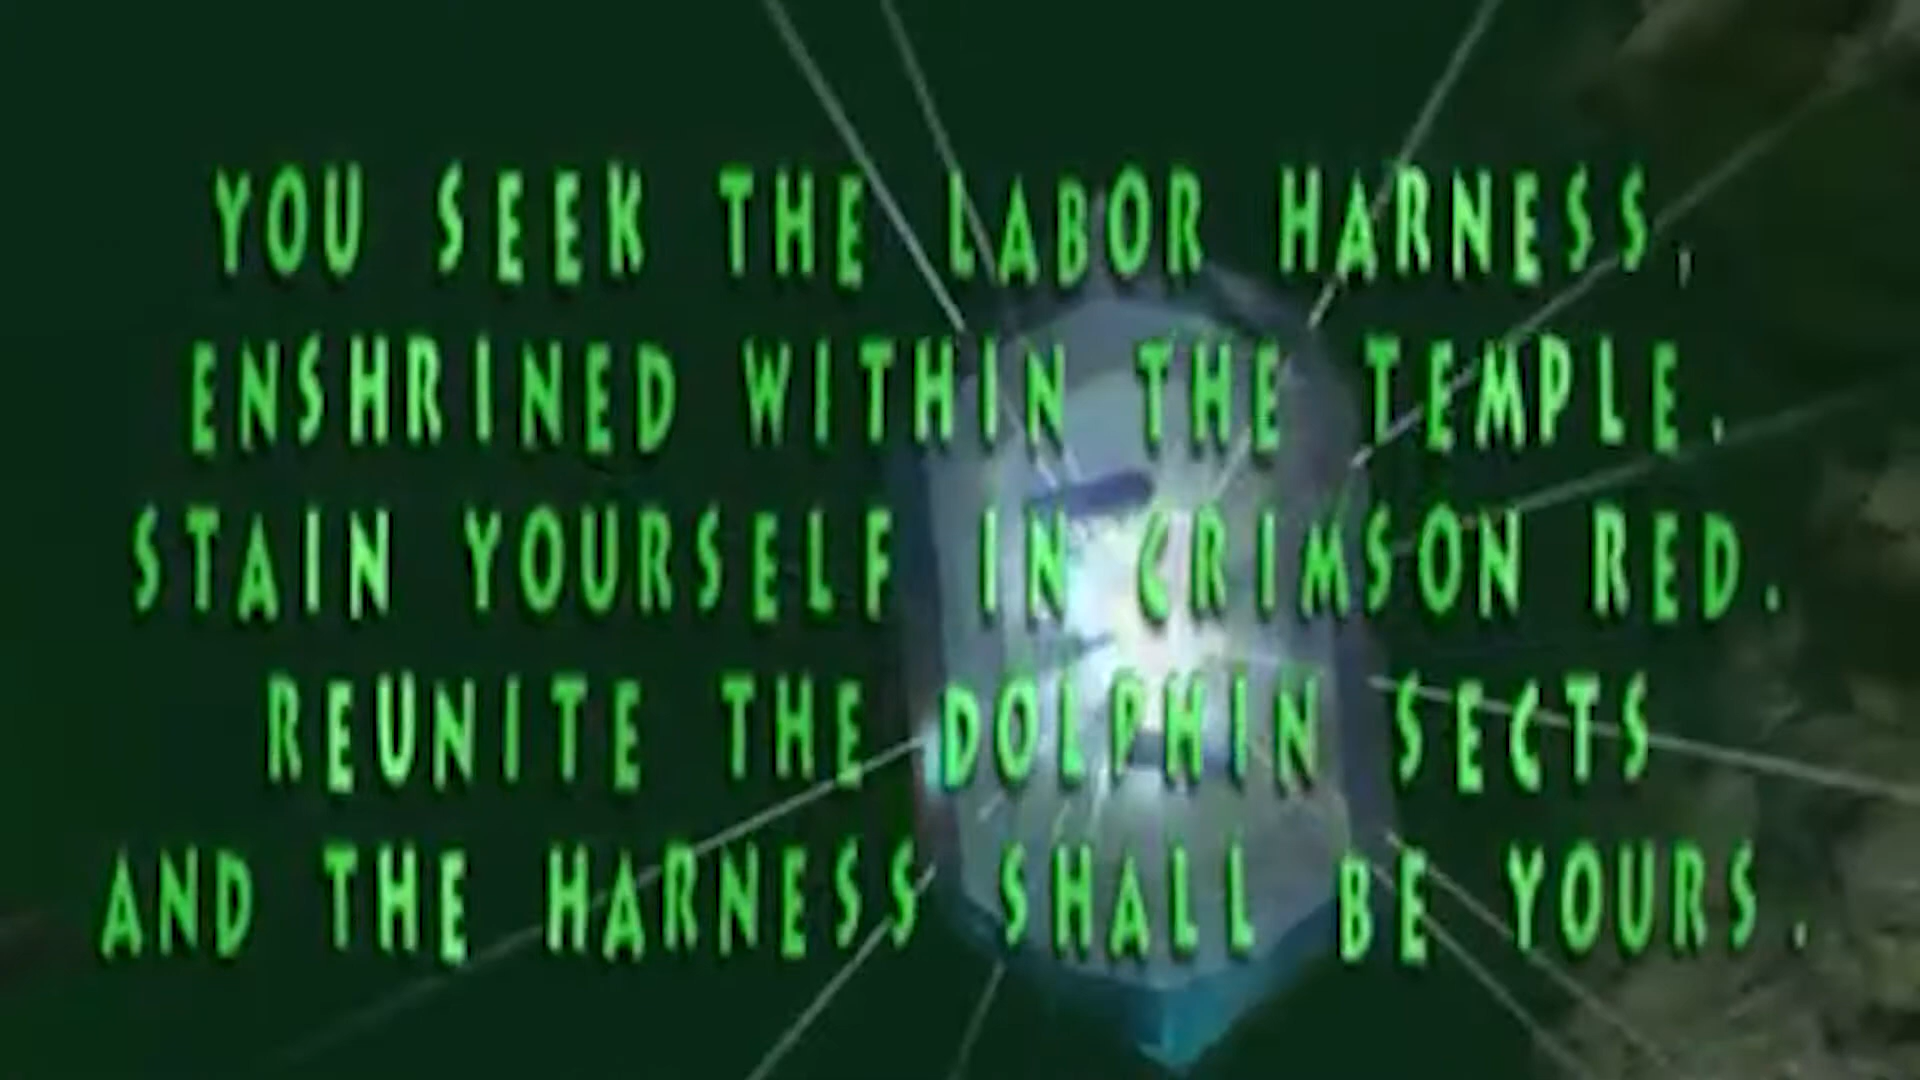 YOU SEEK THE LABOR HARNESS,
ENSHRINED WITHIN THE TEMPLE.
STAIN YOURSELF IN CRIMSON RED.
REUNITE THE DOLPHIN SECTS
AND THE HARNESS SHALL BE YOURS.